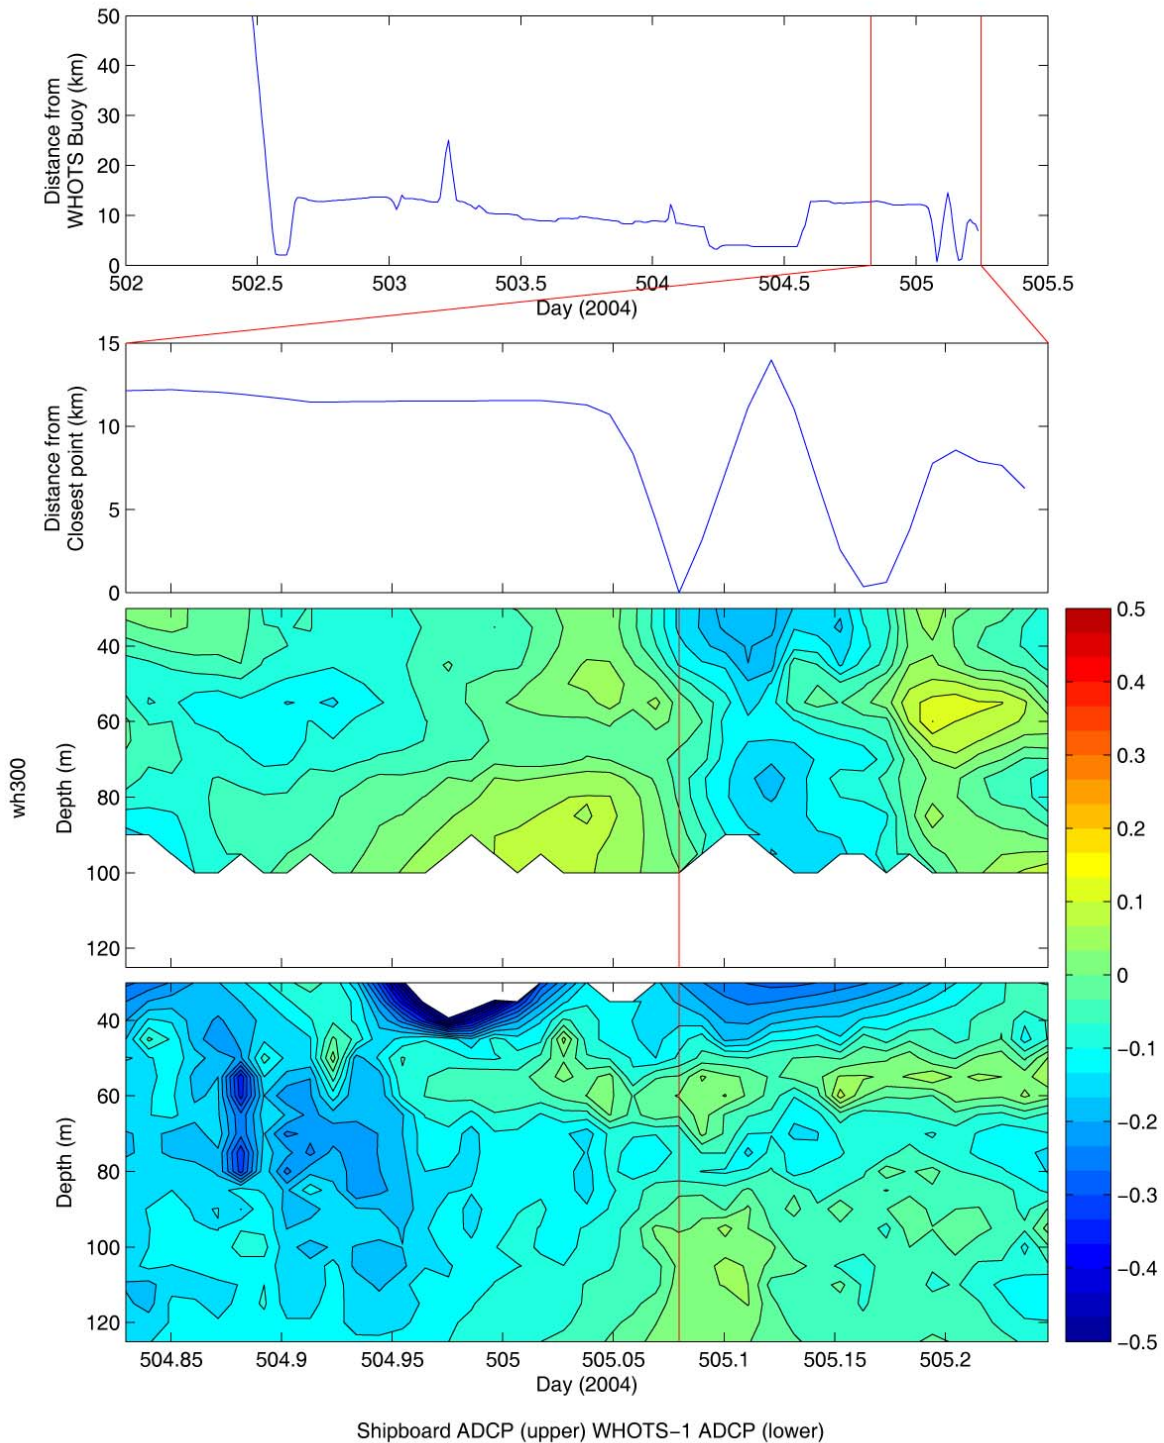 50
40
30
20
10
0
Distance from
WHOTS Buoy (km)
502 502.5 503 503.5 504 504.5 505 505.5
Day (2004)
15
10
5
0
Distance from
Closest point (km)
40
60
80
100
120
Depth (m)
wh300
0.5
0.4
0.3
0.2
0.1
0
−0.1
−0.2
−0.3
−0.4
−0.5
40
60
80
100
120
Depth (m)
504.85 504.9 504.95 505 505.05 505.1 505.15 505.2
Day (2004)
Shipboard ADCP (upper) WHOTS−1 ADCP (lower)